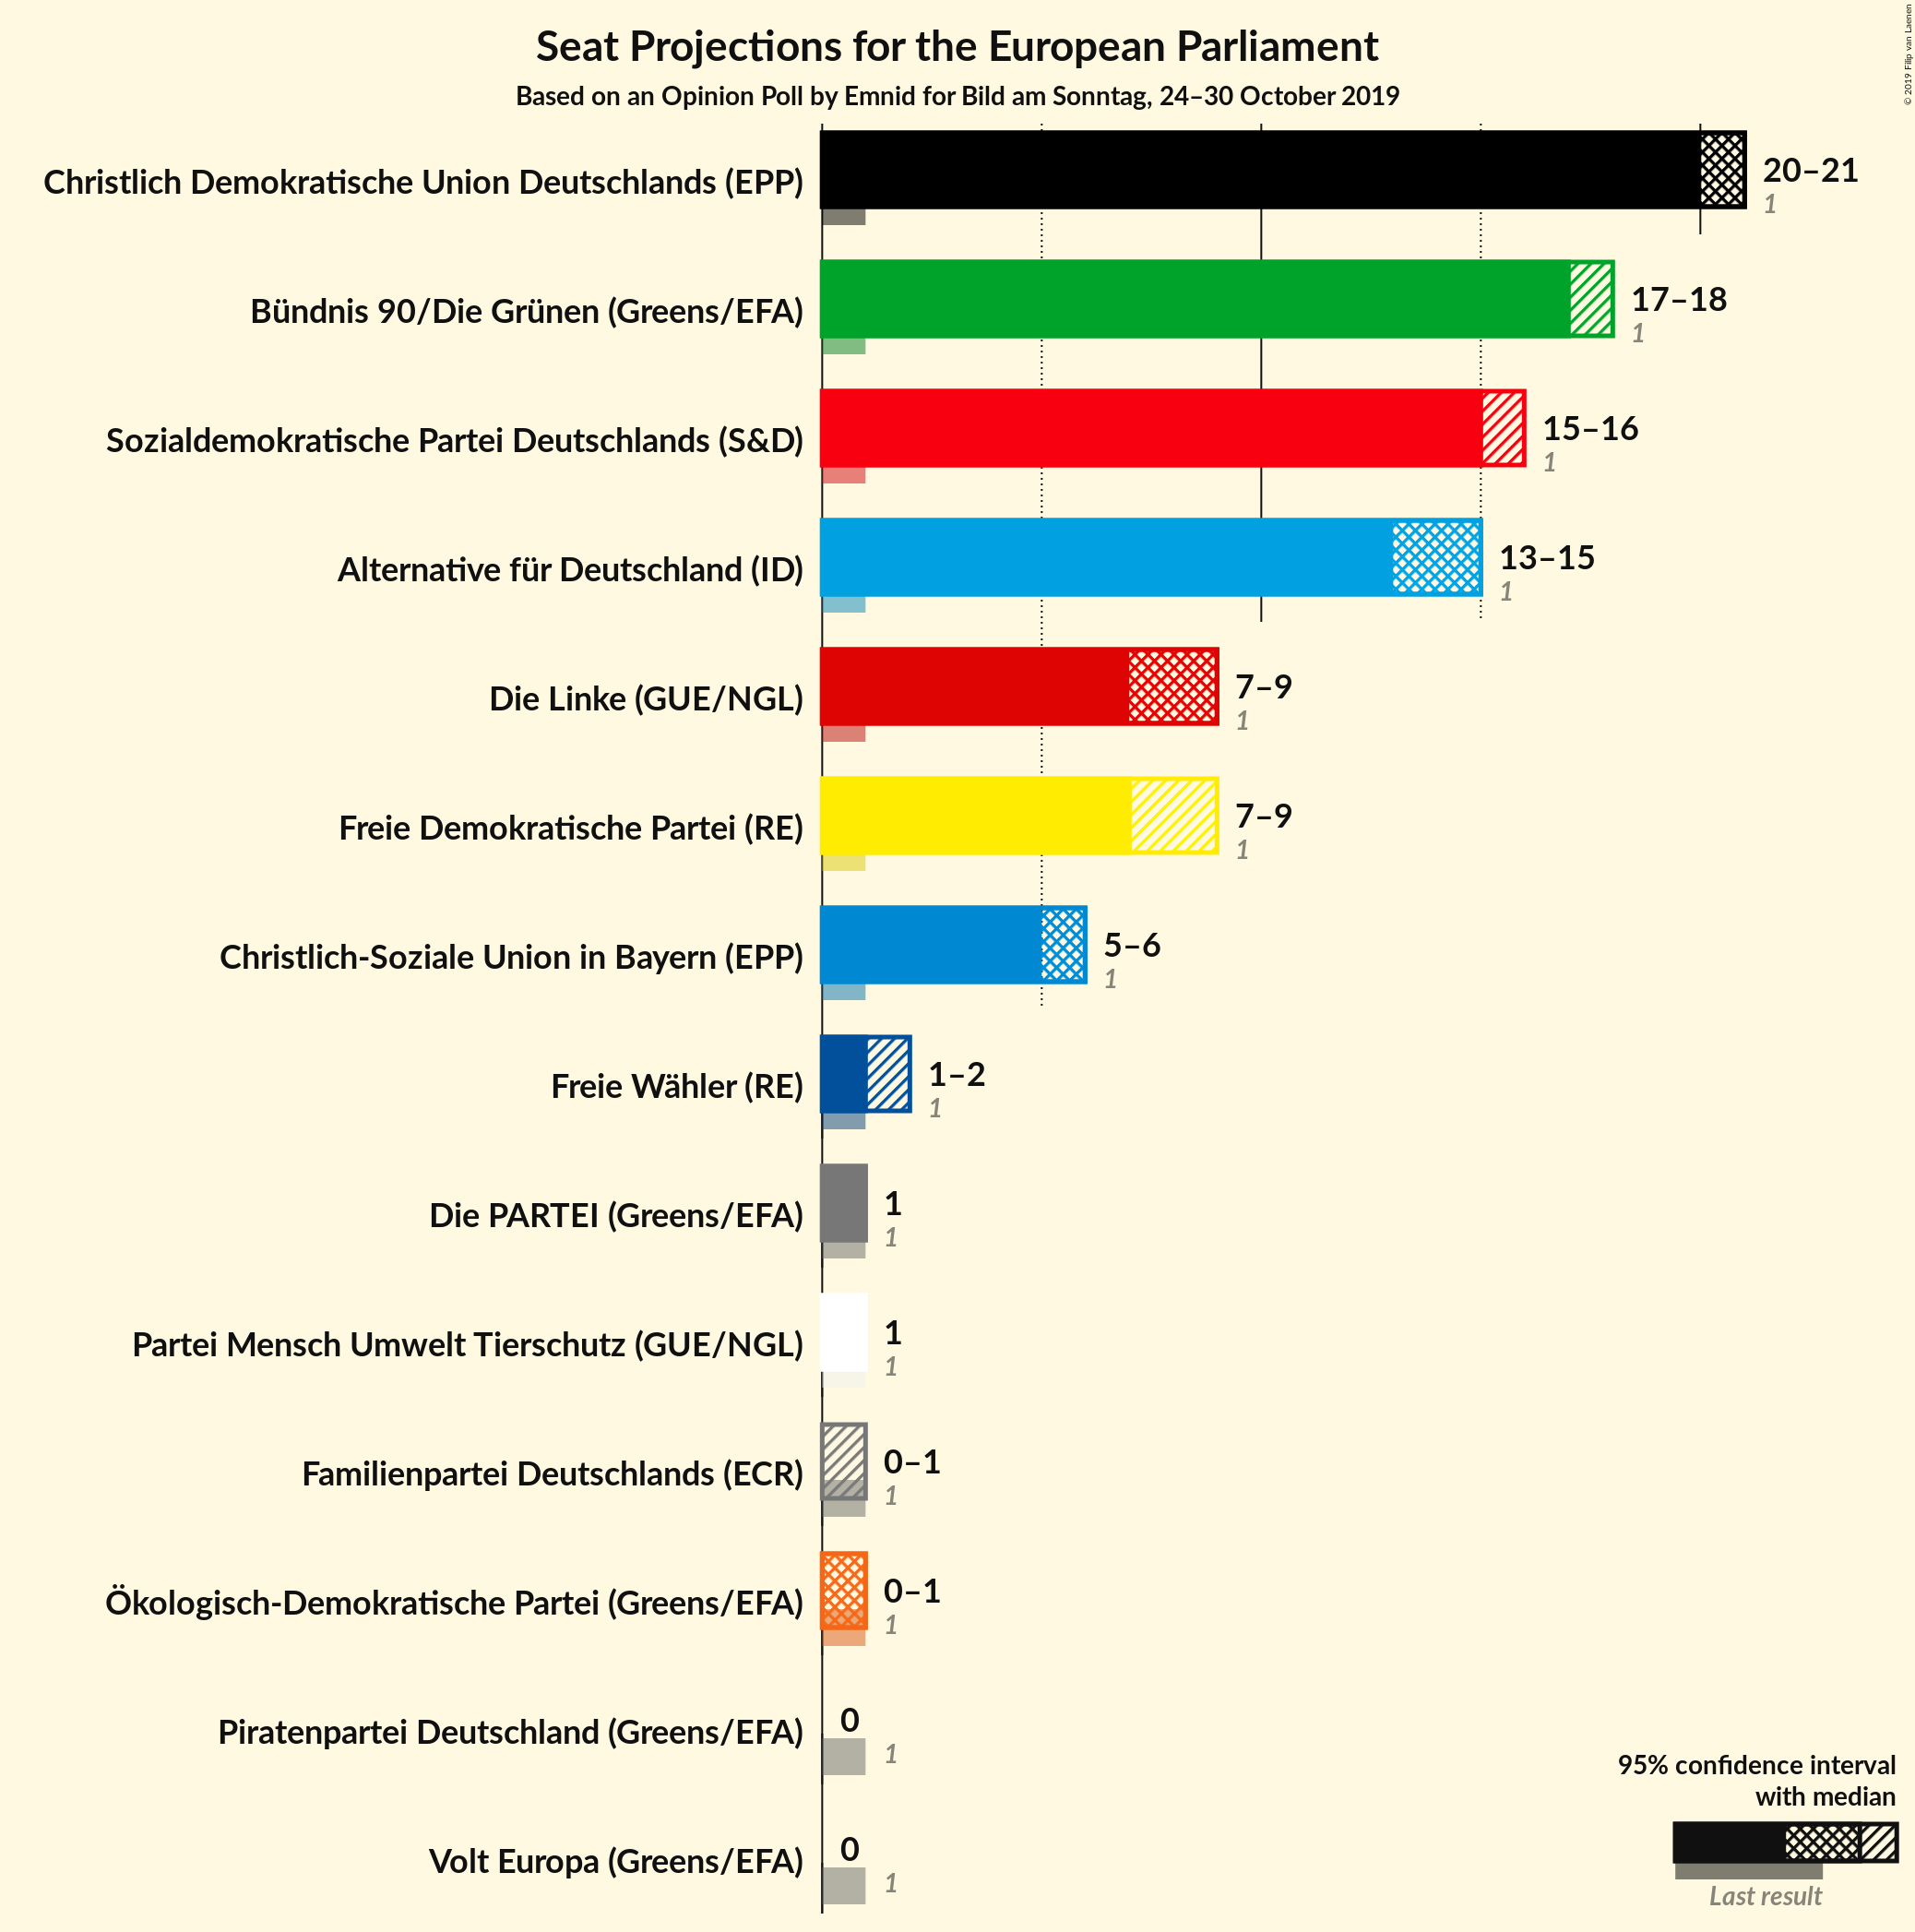 Seat Projections for the European Parliament
Based on an Opinion Poll by Emnid for Bild am Sonntag, 24–30 October 2019
© 2019 Filip van Laenen
Christlich Demokratische Union Deutschlands (EPP)
20–21
1
Bündnis 90/Die Grünen (Greens/EFA)
17–18
1
Sozialdemokratische Partei Deutschlands (S&D)
15–16
1
Alternative für Deutschland (ID)
13–15
1
Die Linke (GUE/NGL)
7–9
1
Freie Demokratische Partei (RE)
7–9
1
Christlich-Soziale Union in Bayern (EPP)
5–6
1
Freie Wähler (RE)
1–2
1
Die PARTEI (Greens/EFA)
1
1
Partei Mensch Umwelt Tierschutz (GUE/NGL)
1
1
Familienpartei Deutschlands (ECR)
0–1
1
Ökologisch-Demokratische Partei (Greens/EFA)
0–1
1
Piratenpartei Deutschland (Greens/EFA)
0
1
Volt Europa (Greens/EFA)
0
1
95% confidence interval
with median
Last result